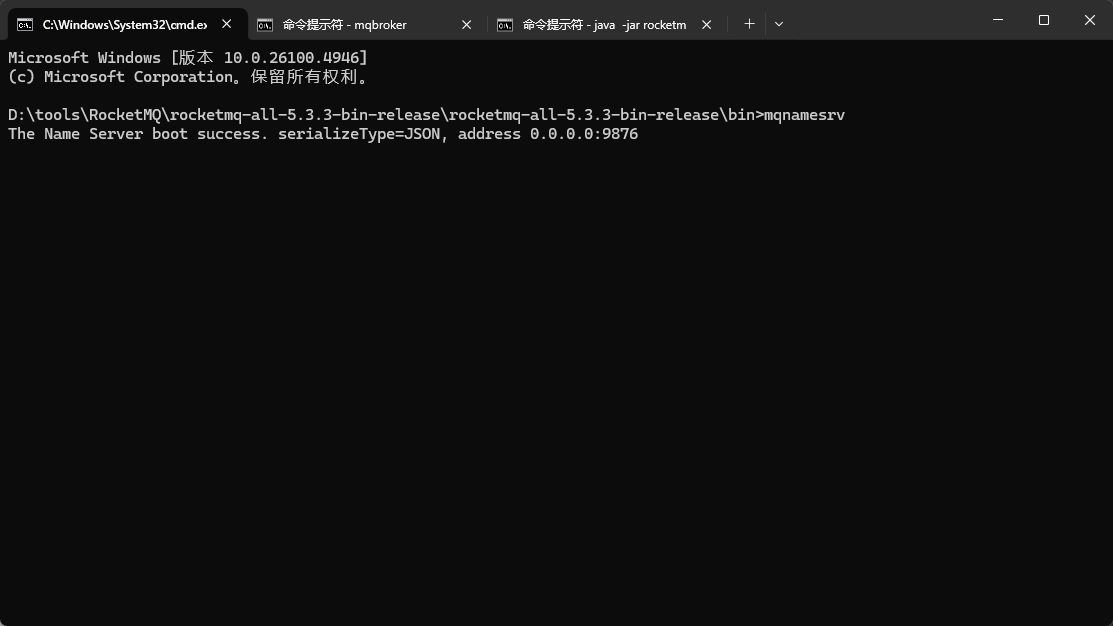 C:\Windows\System32\cmd.ex
命令提示符 - mqbroker
命令提示符 - java  -jar rocketm
Microsoft Windows [版本 10.0.26100.4946]
(c) Microsoft Corporation。保留所有权利。
D:\tools\RocketMQ\rocketmq-all-5.3.3-bin-release\rocketmq-all-5.3.3-bin-release\bin>mqnamesrv
The Name Server boot success. serializeType=JSON, address 0.0.0.0:9876